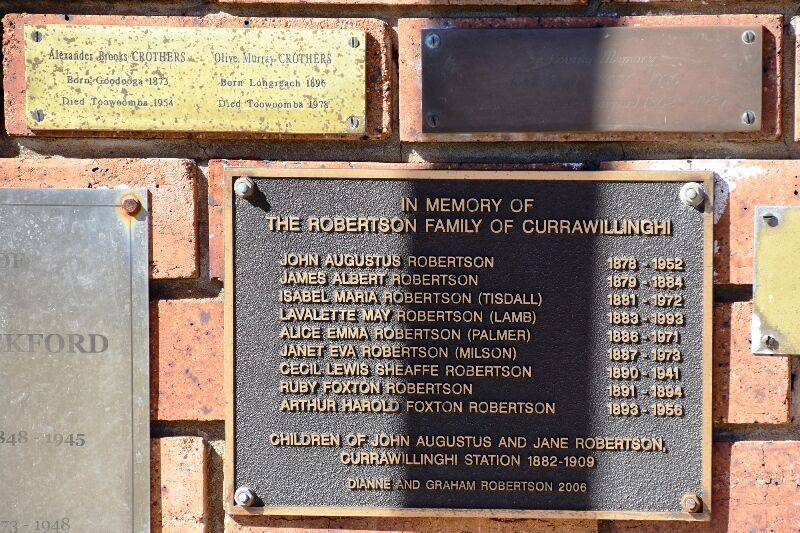 Alexander Brooks CROTHERS Olive Murray CROTHERS
Born Goodooga 1873 Born Longreach 1896
Died Toowoomba 1954 Died Toowoomba 1978
Memory
IN MEMORY OF
THE ROBERTSON FAMILY OF CURRAWILLINGHI
JOHN AUGUSTUS ROBERTSON 1878 - 1952
JAMES ALBERT ROBERTSON 1879 - 1884
ISABEL MARIA ROBERTSON (TISDALL) 1881 - 1972
LAVALETTE MAY ROBERTSON (LAMB) 1883 - 1993
ALICE EMMA ROBERTSON (PALMER) 1886 - 1971
JANET EVA ROBERTSON (MILSON) 1887 - 1973
CECIL LEWIS SHEAFFE ROBERTSON 1890 - 1941
RUBY FOXTON ROBERTSON 1891 - 1894
ARTHUR HAROLD FOXTON ROBERTSON 1893 - 1956
CHILDREN OF JOHN AUGUSTUS AND JANE ROBERTSON,
CURRAWILLINGHI STATION 1882-1909
DIANNE AND GRAHAM ROBERTSON 2006
OF
CKFORD
848 - 1945
73 - 1948